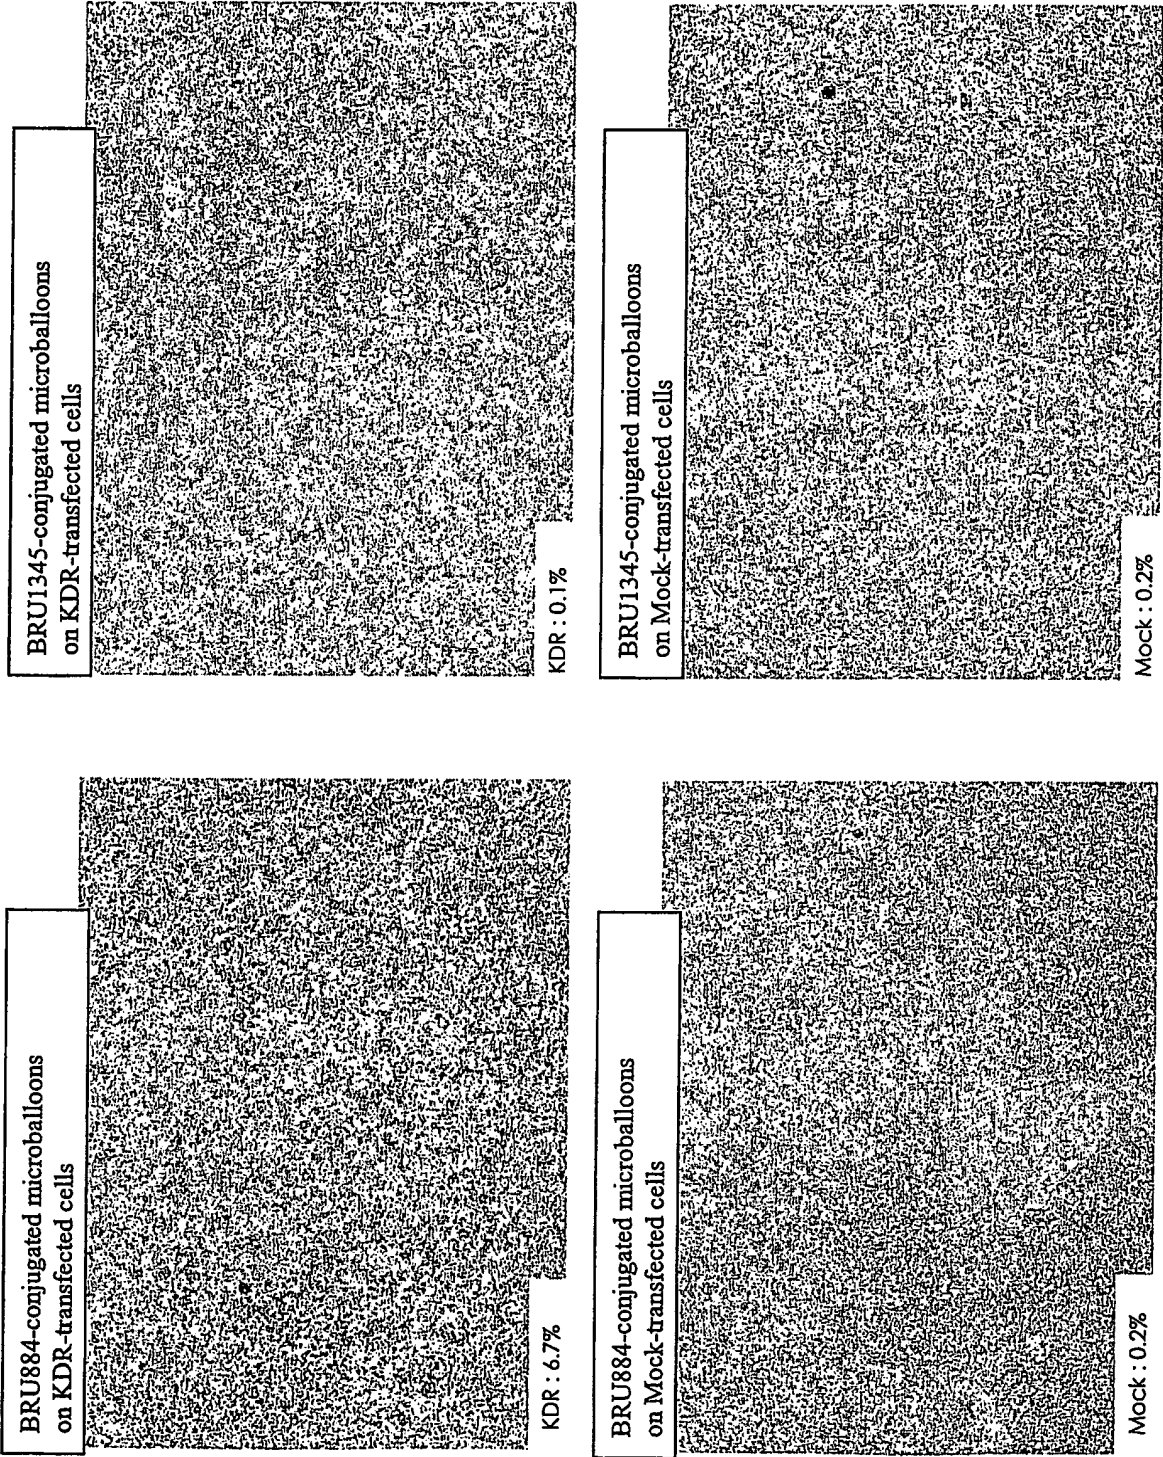 BRU884-conjugated microballoons
on KDR-transfected cells
KDR : 6.7%
BRU1345-conjugated microballoons
on KDR-transfected cells
KDR : 0.1%
BRU884-conjugated microballoons
on Mock-transfected cells
Mock : 0.2%
BRU1345-conjugated microballoons
on Mock-transfected cells
Mock : 0.2%